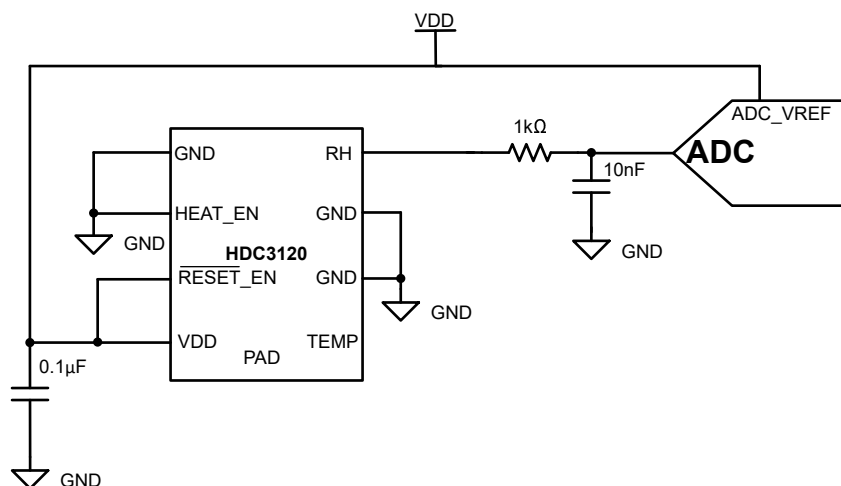 VDD
ADC_VREF
1kΩ
ADC
10nF
GND
GND
RH
HEAT_EN
GND
GND
HDC3120
RESET_EN
GND
GND
VDD
TEMP
PAD
GND
0.1µF
GND